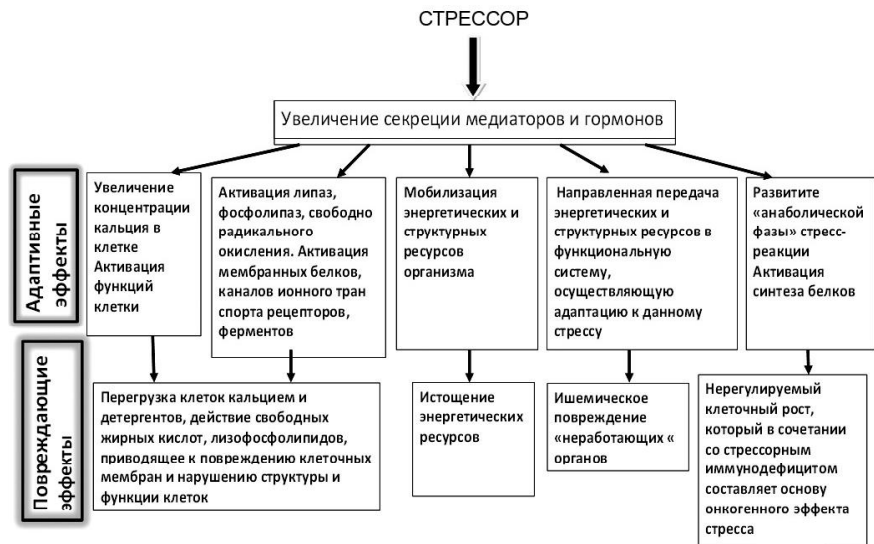 СТРЕССОР
Увеличение секреции медиаторов и гормонов
Адаптивные
эффекты
Увеличение
концентрации
кальция в
клетке
Активация
функций
клетки
Активация липаз,
фосфолипаз, свободно
радикального
окисления. Активация
мембранных белков,
каналов ионного тран
спорта рецепторов,
ферментов
Мобилизация
энергетических и
структурных
ресурсов
организма
Направленная передача
энергетических и
структурных ресурсов в
функциональную
систему,
осуществляющую
адаптацию к данному
стрессу
Развитите
«анаболической
фазы» стресс-
реакции
Активация
синтеза белков
Повреждающие
эффекты
Перегрузка клеток кальцием и
детергентов, действие свободных
жирных кислот, лизофосфолипидов,
приводящее к повреждению клеточных
мембран и нарушению структуры и
функции клеток
Истощение
энергетических
ресурсов
Ишемическое
повреждение
«неработающих «
органов
Нерегулируемый
клеточный рост,
который в сочетании
со стрессорным
иммунодефицитом
составляет основу
онкогенного эффекта
стресса